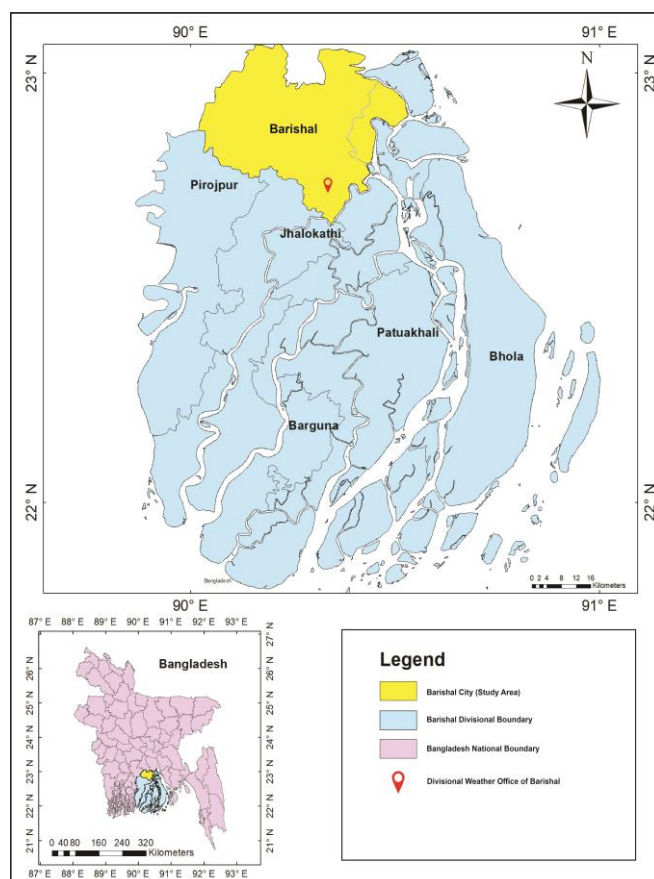 90° E
91° E
23° N
23° N
N
Barishal
Pirojpur
Jhalokathi
Patuakhali
Bhola
Barguna
22° N
22° N
Bangladesh
0 2 4 8 12 16
Kilometers
90° E
91° E
87° E 88° E 89° E 90° E 91° E 92° E 93° E
27° N
26° N
26° N
25° N
25° N
24° N
24° N
23° N
23° N
22° N
22° N
21° N
21° N
Bangladesh
0 40 80 160 240 320
Kilometers
87° E 88° E 89° E 90° E 91° E 92° E 93° E
Legend
Barishal City (Study Area)
Barishal Divisional Boundary
Bangladesh National Boundary
Divisional Weather Office of Barishal